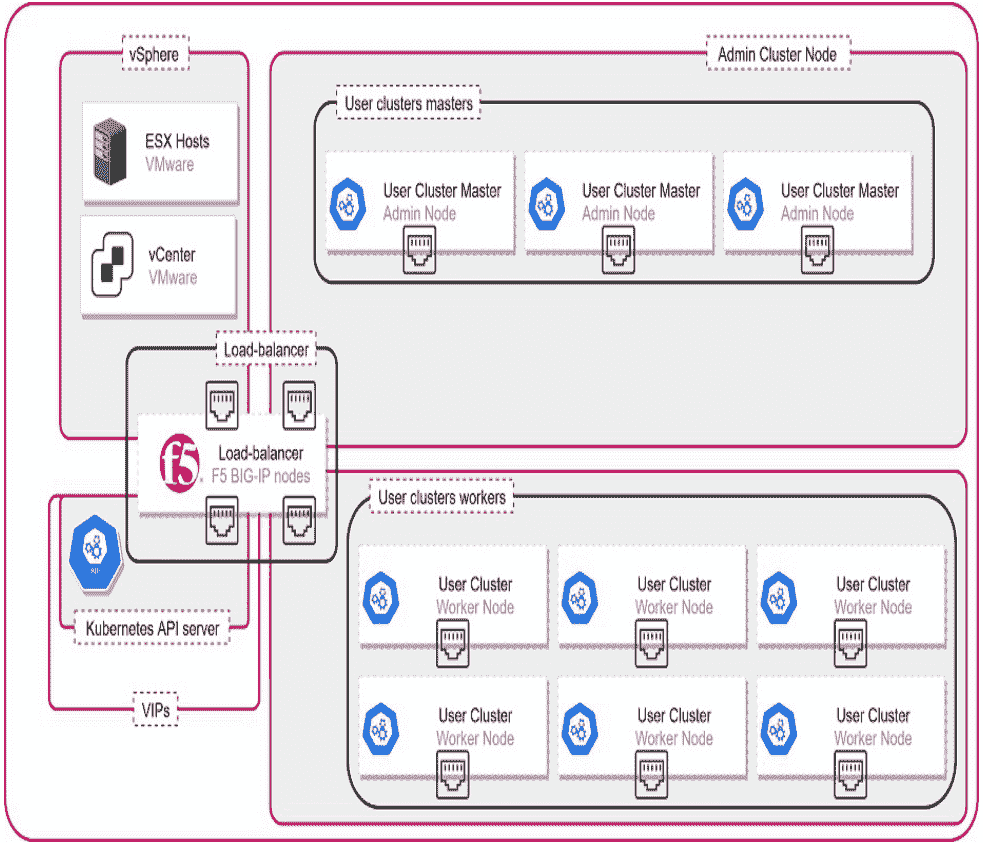 vSphere
Admin Cluster Node
User clusters masters
ESX Hosts
VMware
vCenter
VMware
User Cluster Master
Admin Node
User Cluster Master
Admin Node
User Cluster Master
Admin Node
Load-balancer
f5
Load-balancer
F5 BIG-IP nodes
User clusters workers
Kubernetes API server
VIPs
User Cluster
Worker Node
User Cluster
Worker Node
User Cluster
Worker Node
User Cluster
Worker Node
User Cluster
Worker Node
User Cluster
Worker Node